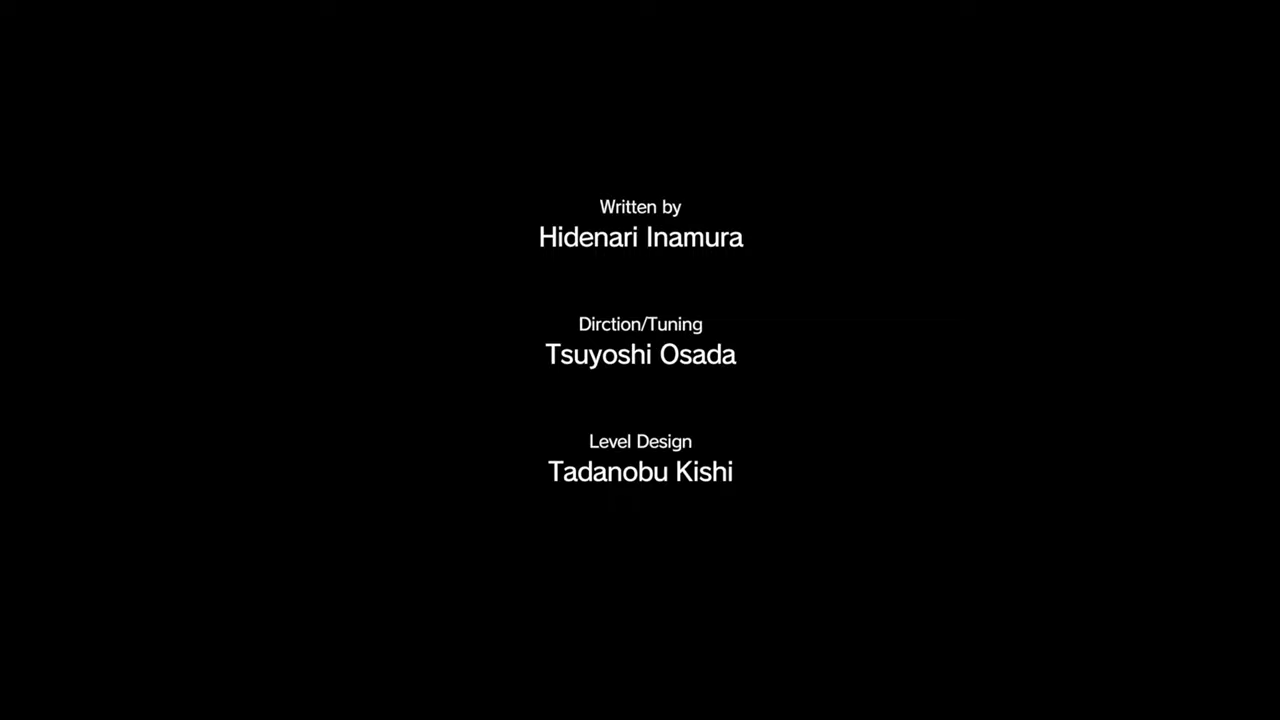 Written by
Hidenari Inamura
Dirction/Tuning
Tsuyoshi Osada
Level Design
Tadanobu Kishi